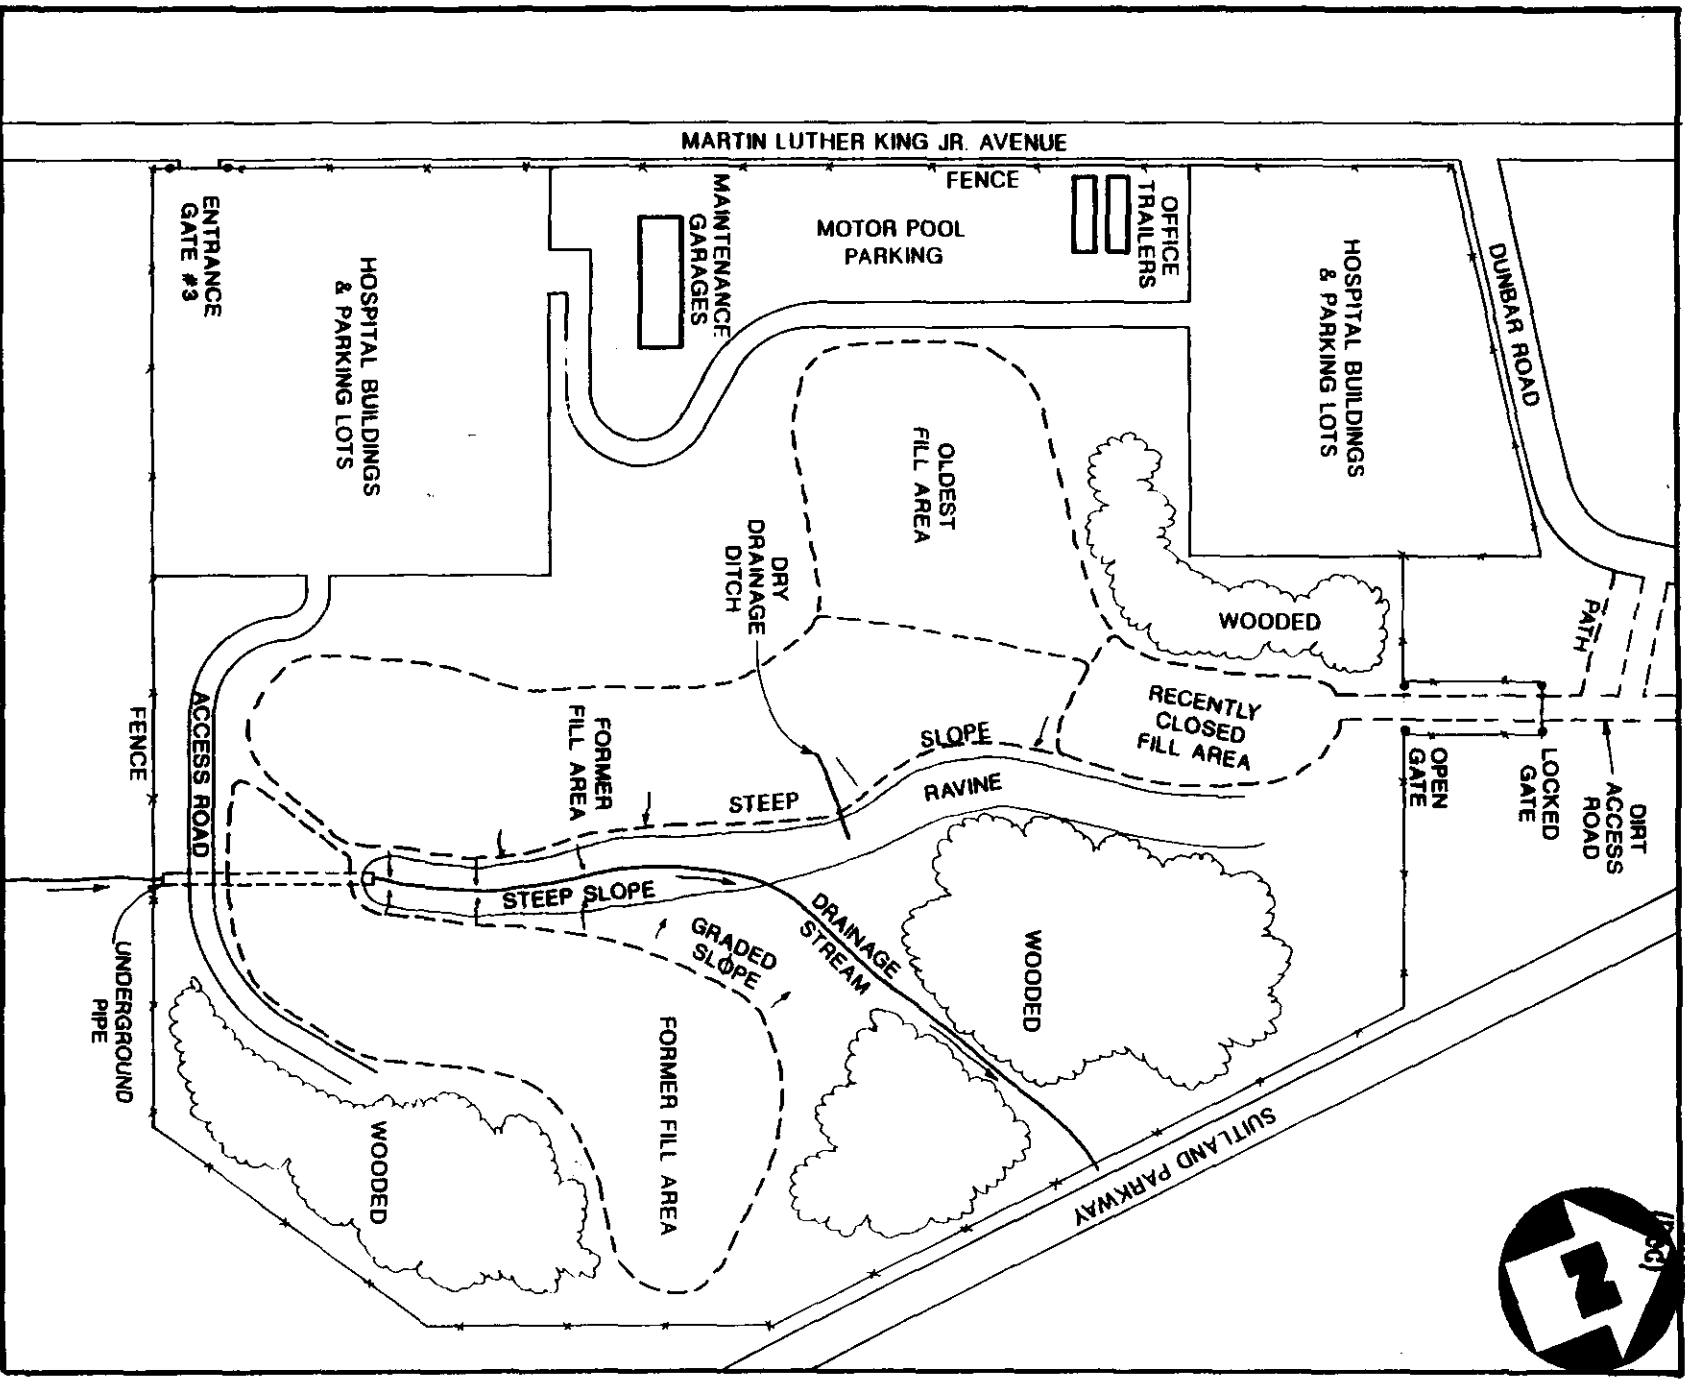 MARTIN LUTHER KING JR. AVENUE
FENCE
ENTRANCE
GATE #3
HOSPITAL BUILDINGS
& PARKING LOTS
MAINTENANCE
GARAGES
MOTOR POOL
PARKING
OFFICE
TRAILERS
HOSPITAL BUILDINGS
& PARKING LOTS
DUNBAR ROAD
OLDEST
FILL AREA
DRY
DRAINAGE
DITCH
WOODED
PATH
RECENTLY
CLOSED
FILL AREA
OPEN
GATE
LOCKED
GATE
DIRT
ACCESS
ROAD
FENCE
ACCESS ROAD
FORMER
FILL AREA
STEEP
SLOPE
RAVINE
STEEP SLOPE
GRADED
SLOPE
DRAINAGE
STREAM
WOODED
UNDERGROUND
PIPE
WOODED
FORMER FILL AREA
SUITLAND PARKWAY
N